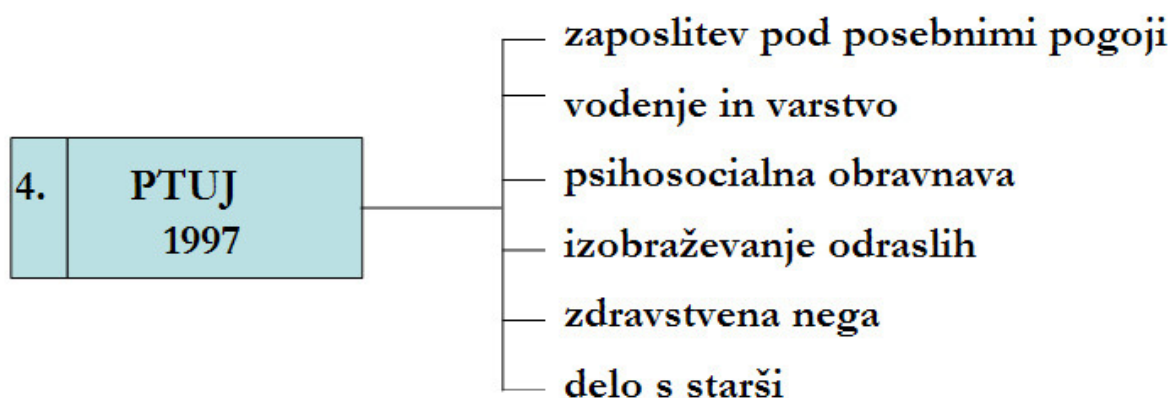 4. PTUJ
1997
zaposlitev pod posebnimi pogoji
vodenje in varstvo
psihosocialna obravnava
izobraževanje odraslih
zdravstvena nega
delo s starši